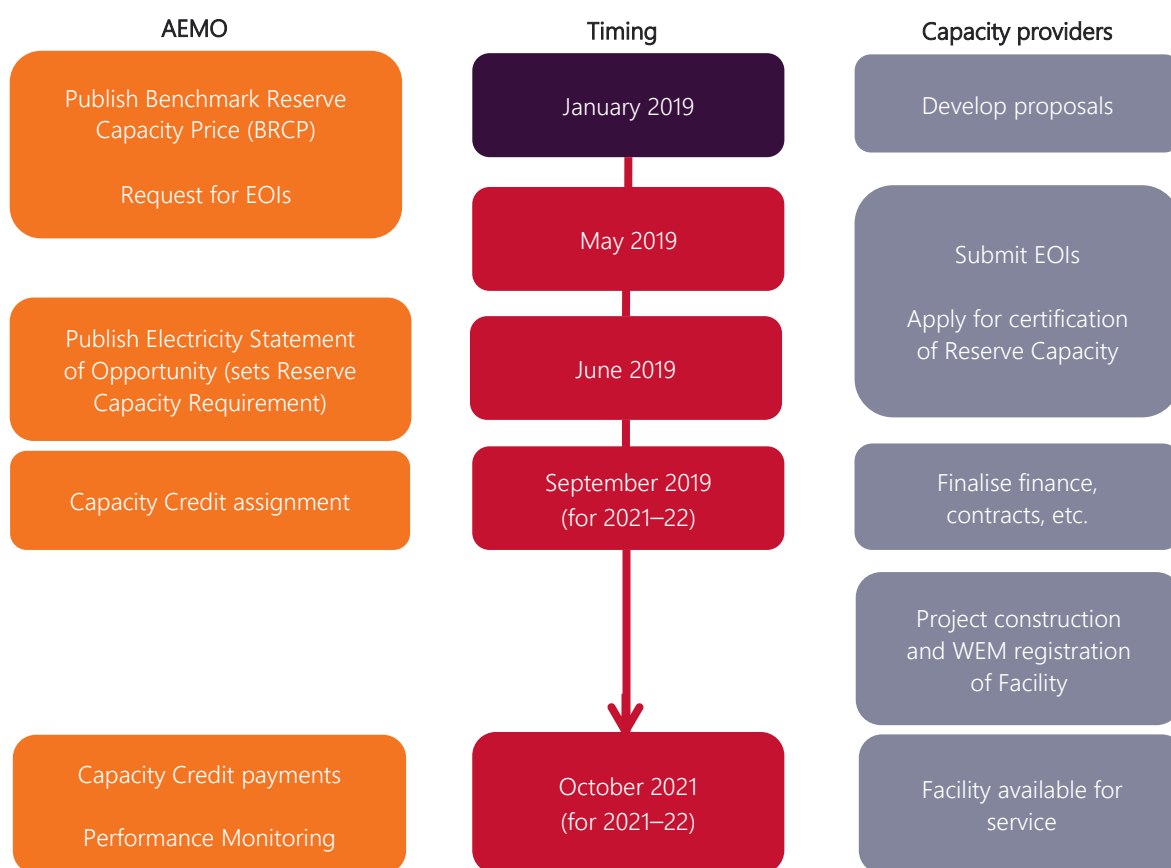 AEMO
Timing
Capacity providers
Publish Benchmark Reserve
Capacity Price (BRCP)
Request for EOIs
January 2019
Develop proposals
May 2019
Submit EOIs
Apply for certification
of Reserve Capacity
Publish Electricity Statement
of Opportunity (sets Reserve
Capacity Requirement)
June 2019
Capacity Credit assignment
September 2019
(for 2021–22)
Finalise finance,
contracts, etc.
Project construction
and WEM registration
of Facility
Capacity Credit payments
Performance Monitoring
October 2021
(for 2021–22)
Facility available for
service